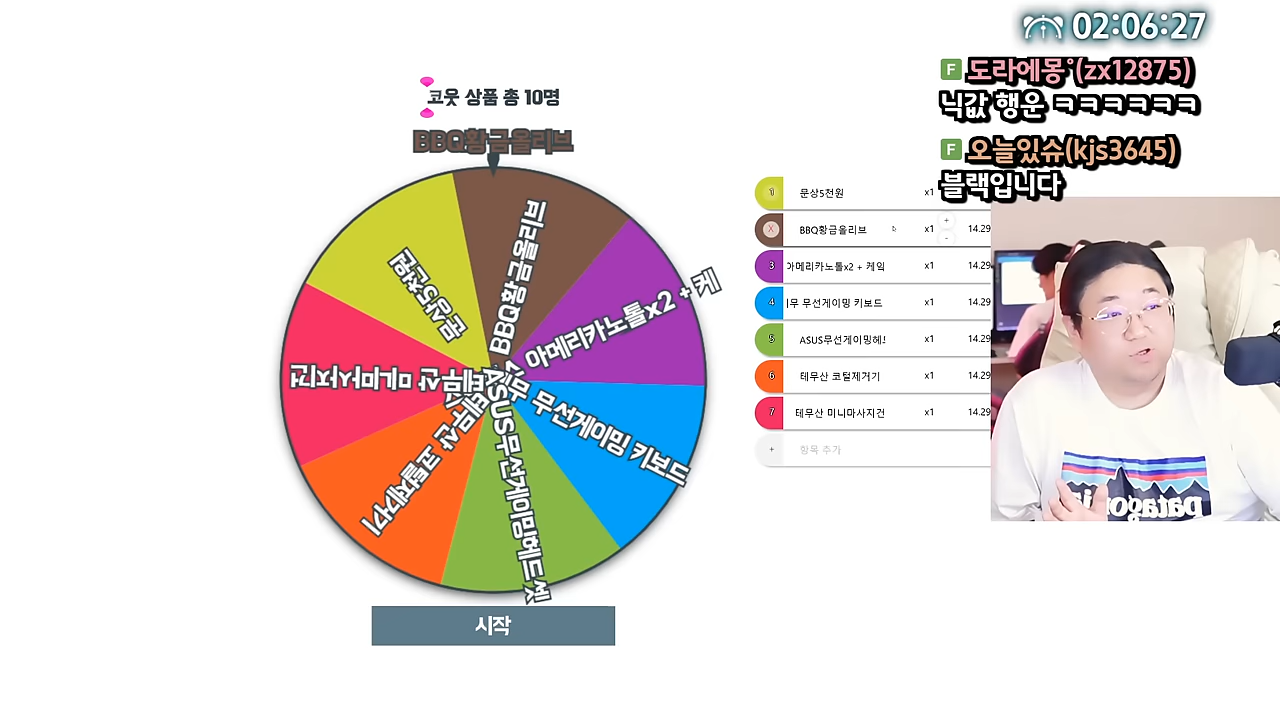 02:06:27
F 도라에몽°(zx12875)
닉값 행운 ㅋㅋㅋㅋㅋㅋ
F 오늘있슈(kjs3645)
블랙입니다
코웃 상품 총 10명
BBQ황금올리브
BBQ황금올리브
아메리카노톨x2 + 케
무 무선게이밍 키보드
ASUS무선게이밍헤드셋
테무산 코털제거기
테무산 미니마사지건
문상5천원
시작
1 문상5천원 x1
X BBQ황금올리브 x1 + - 14.29
3 아메리카노톨x2 + 케익 x1 14.29
4 무 무선게이밍 키보드 x1 14.29
5 ASUS무선게이밍헤 x1 14.29
6 테무산 코털제거기 x1 14.29
7 테무산 미니마사지건 x1 14.29
+ 항목 추가
patagonia